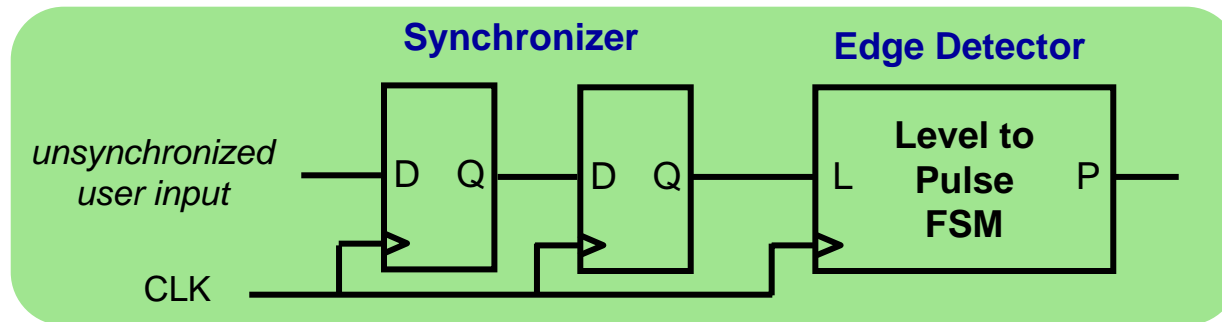 Synchronizer
Edge Detector
unsynchronized
user input
D Q
D Q
L
Level to
Pulse
FSM
P
CLK